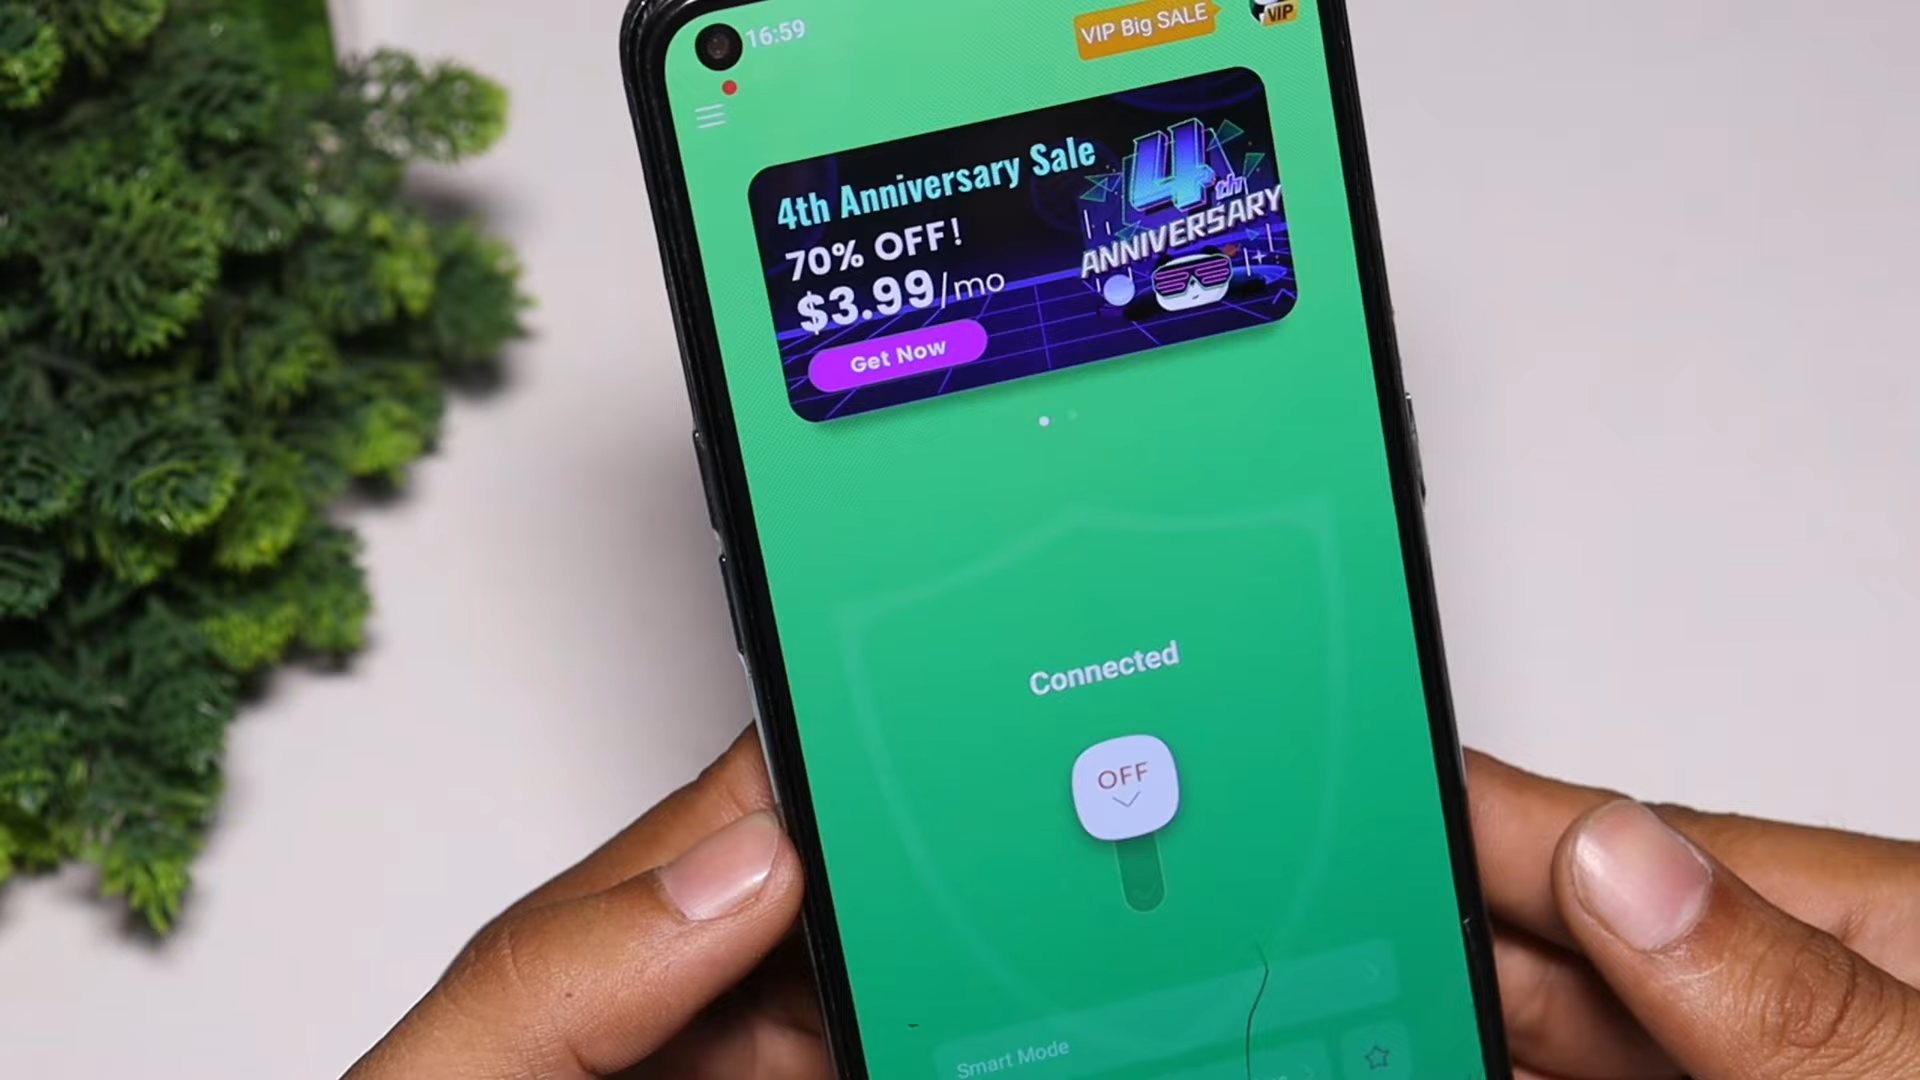 16:59
VIP Big SALE
VIP
4th Anniversary Sale
70% OFF!
$3.99/mo
Get Now
4th
ANNIVERSARY
Connected
OFF
Smart Mode